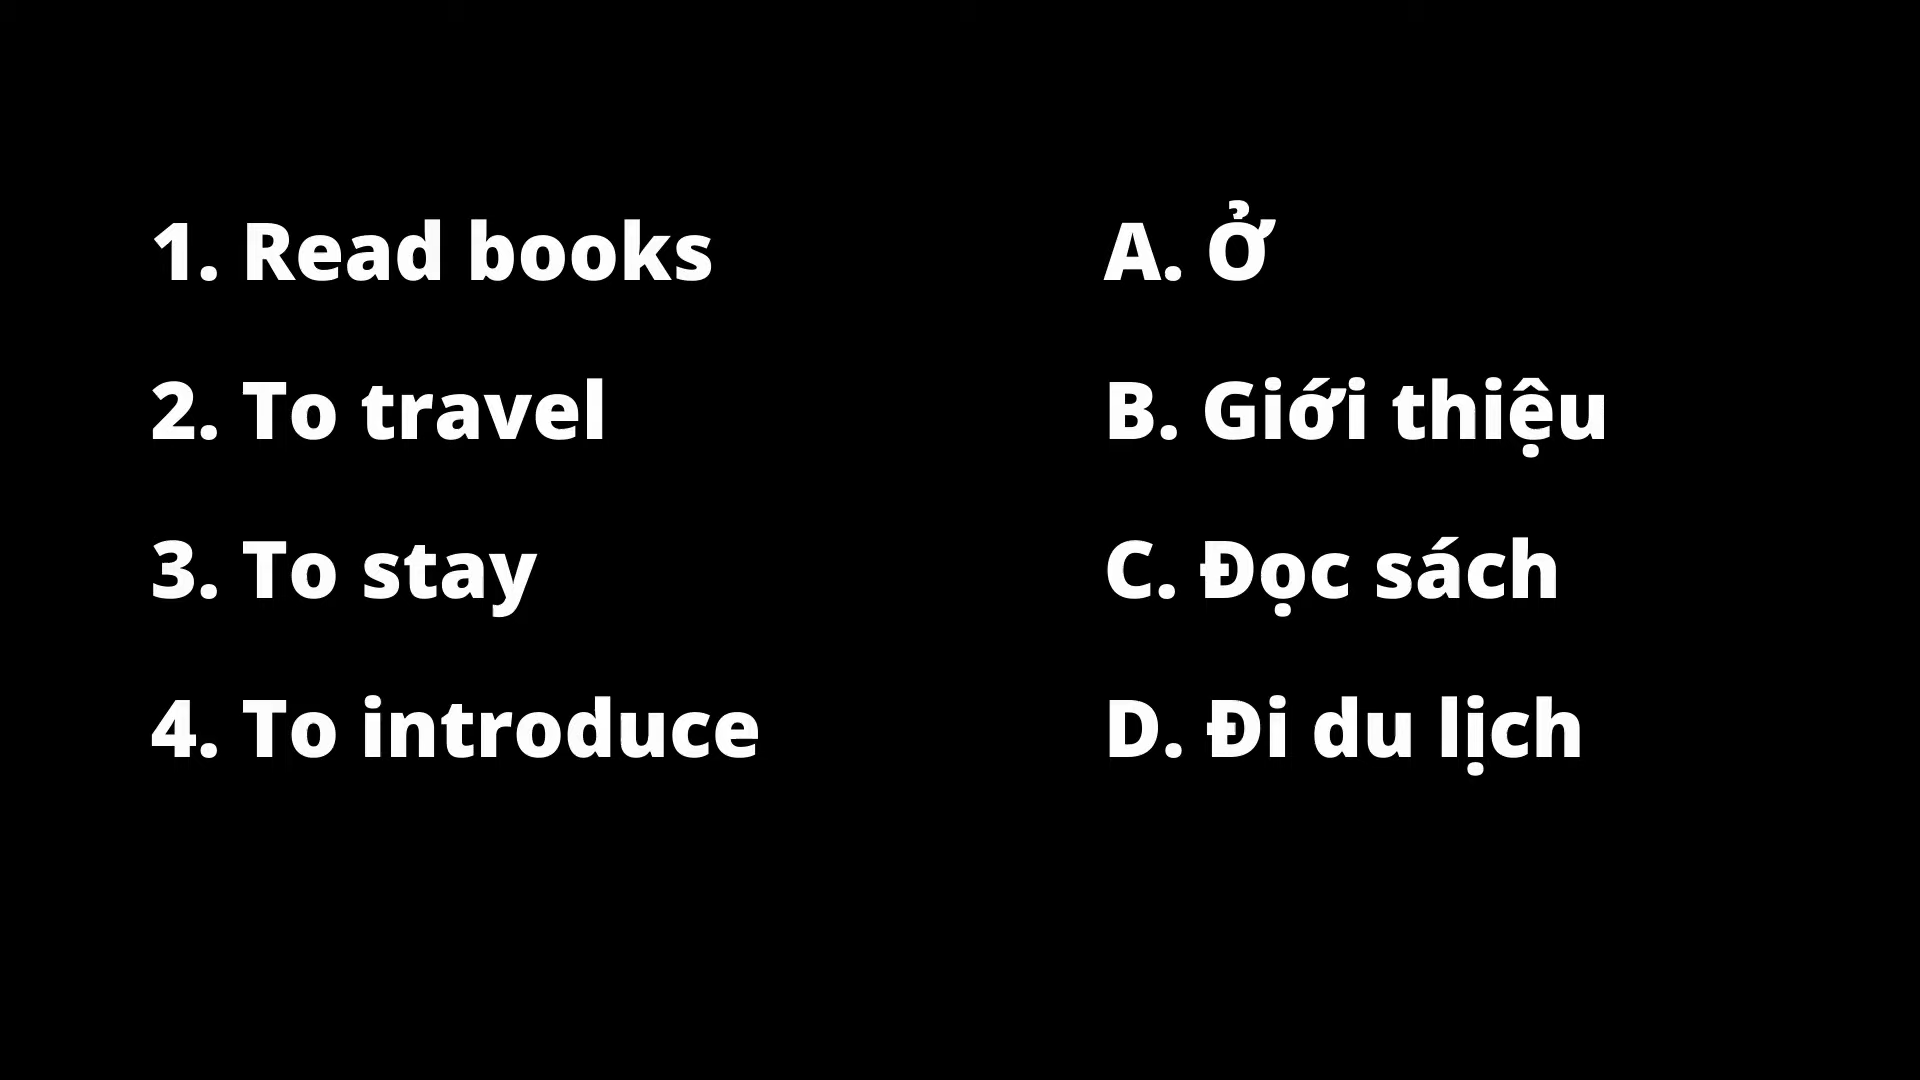 1. Read books
2. To travel
3. To stay
4. To introduce
A. Ở
B. Giới thiệu
C. Đọc sách
D. Đi du lịch